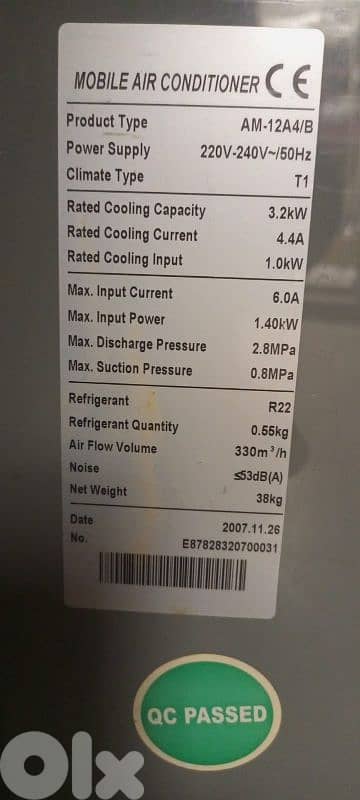 MOBILE AIR CONDITIONER CE
Product Type AM-12A4/B
Power Supply 220V-240V~/50Hz
Climate Type T1
Rated Cooling Capacity 3.2kW
Rated Cooling Current 4.4A
Rated Cooling Input 1.0kW
Max. Input Current 6.0A
Max. Input Power 1.40kW
Max. Discharge Pressure 2.8MPa
Max. Suction Pressure 0.8MPa
Refrigerant R22
Refrigerant Quantity 0.55kg
Air Flow Volume 330m³/h
Noise ≤53dB(A)
Net Weight 38kg
Date 2007.11.26
No. E87828320700031
QC PASSED
Olx